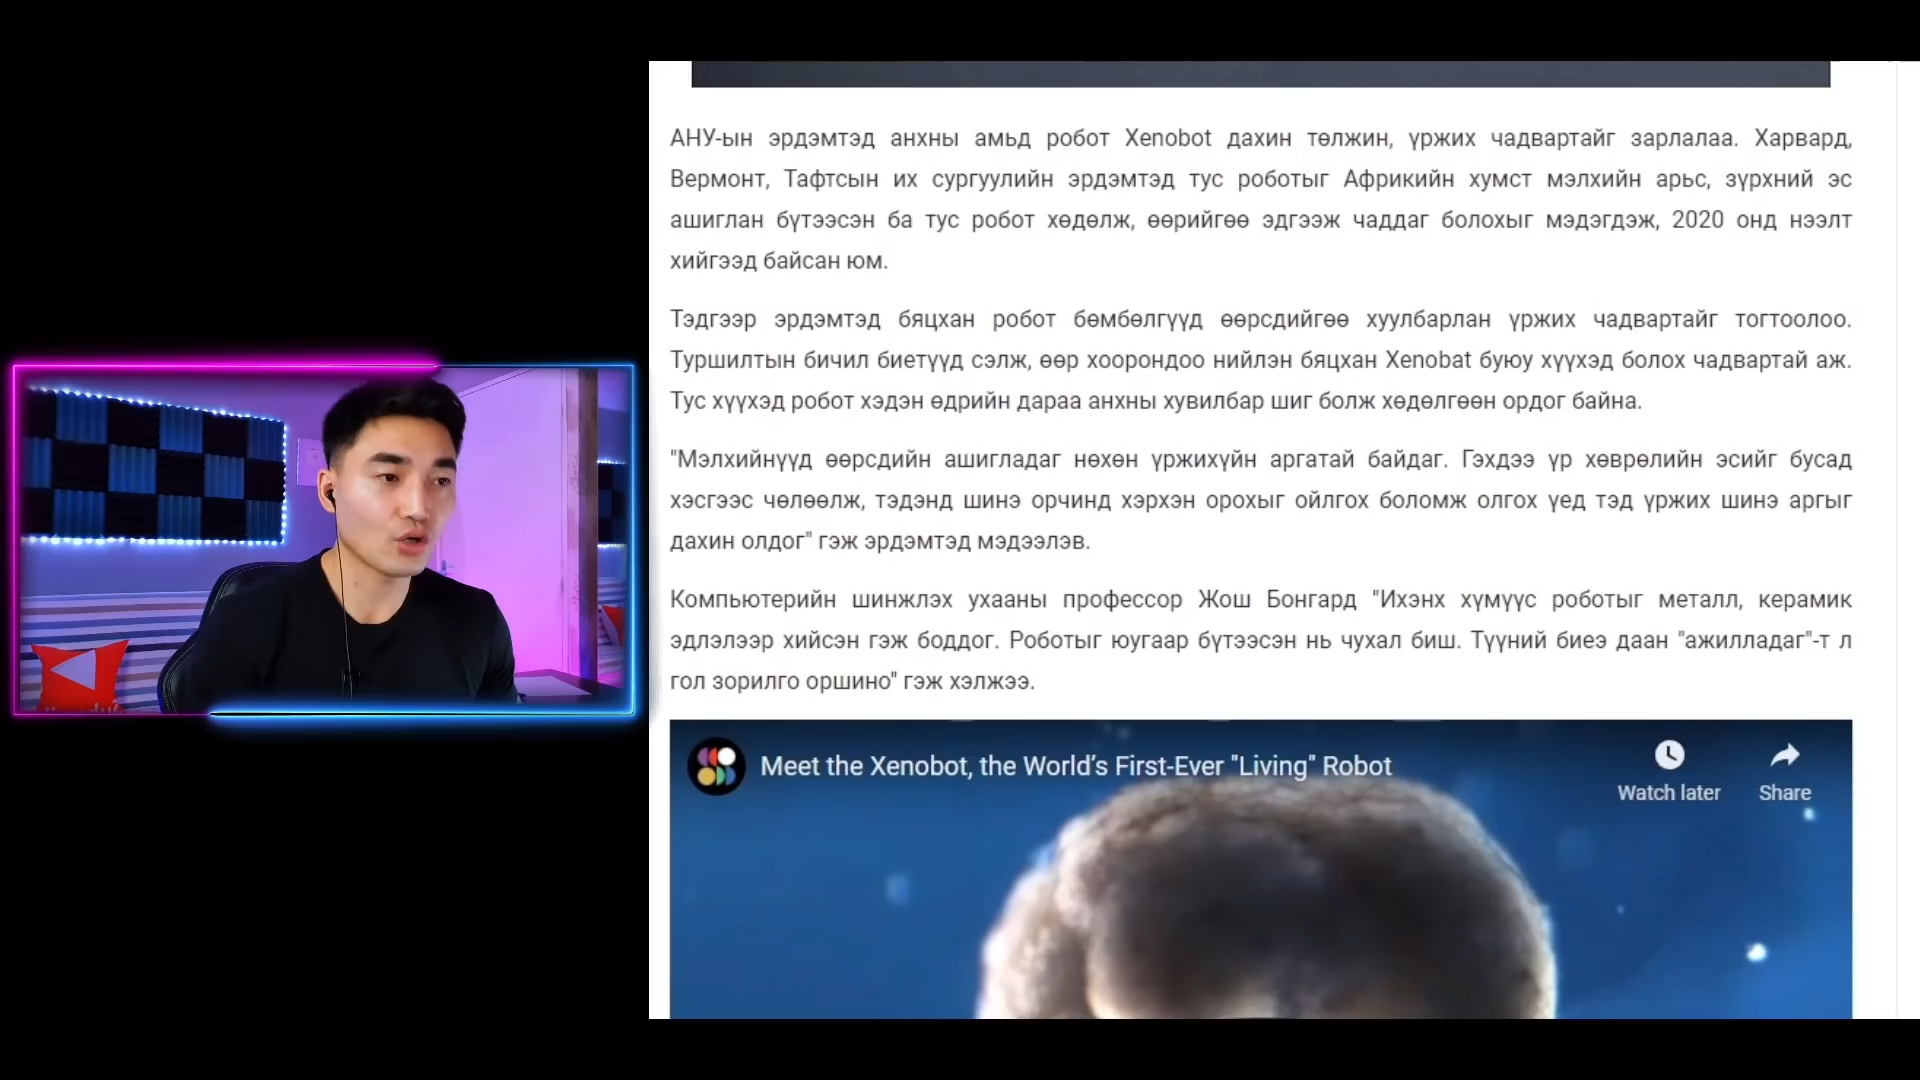 АНУ-ын эрдэмтэд анхны амьд робот Xenobot дахин төлжин, үржих чадвартайг зарлалаа. Харвард,
Вермонт, Тафтсын их сургуулийн эрдэмтэд тус роботыг Африкийн хумст мэлхийн арьс, зүрхний эс
ашиглан бүтээсэн ба тус робот хөдөлж, өөрийгөө эдгээж чаддаг болохыг мэдэгдэж, 2020 онд нээлт
хийгээд байсан юм.
Тэдгээр эрдэмтэд бяцхан робот бөмбөлгүүд өөрсдийгөө хуулбарлан үржих чадвартайг тогтоолоо.
Туршилтын бичил биетүүд сэлж, өөр хоорондоо нийлэн бяцхан Xenobat буюу хүүхэд болох чадвартай аж.
Тус хүүхэд робот хэдэн өдрийн дараа анхны хувилбар шиг болж хөдөлгөөн ордог байна.
"Мэлхийнүүд өөрсдийн ашигладаг нөхөн үржихүйн аргатай байдаг. Гэхдээ үр хөврөлийн эсийг бусад
хэсгээс чөлөөлж, тэдэнд шинэ орчинд хэрхэн орохыг ойлгох боломж олгох үед тэд үржих шинэ аргыг
дахин олдог" гэж эрдэмтэд мэдээлэв.
Компьютерийн шинжлэх ухааны профессор Жош Бонгард "Ихэнх хүмүүс роботыг металл, керамик
эдлэлээр хийсэн гэж боддог. Роботыг юугаар бүтээсэн нь чухал биш. Түүний биеэ даан "ажилладаг"-т л
гол зорилго оршино" гэж хэлжээ.
Meet the Xenobot, the World's First-Ever "Living" Robot
Watch later
Share